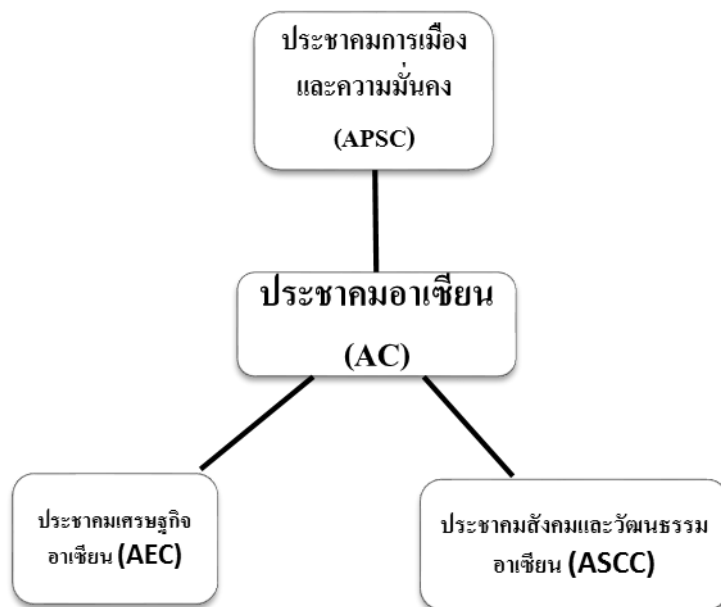 ประชาคมการเมือง
และความมั่นคง
(APSC)
ประชาคมอาเซียน
(AC)
ประชาคมเศรษฐกิจ
อาเซียน (AEC)
ประชาคมสังคมและวัฒนธรรม
อาเซียน (ASCC)